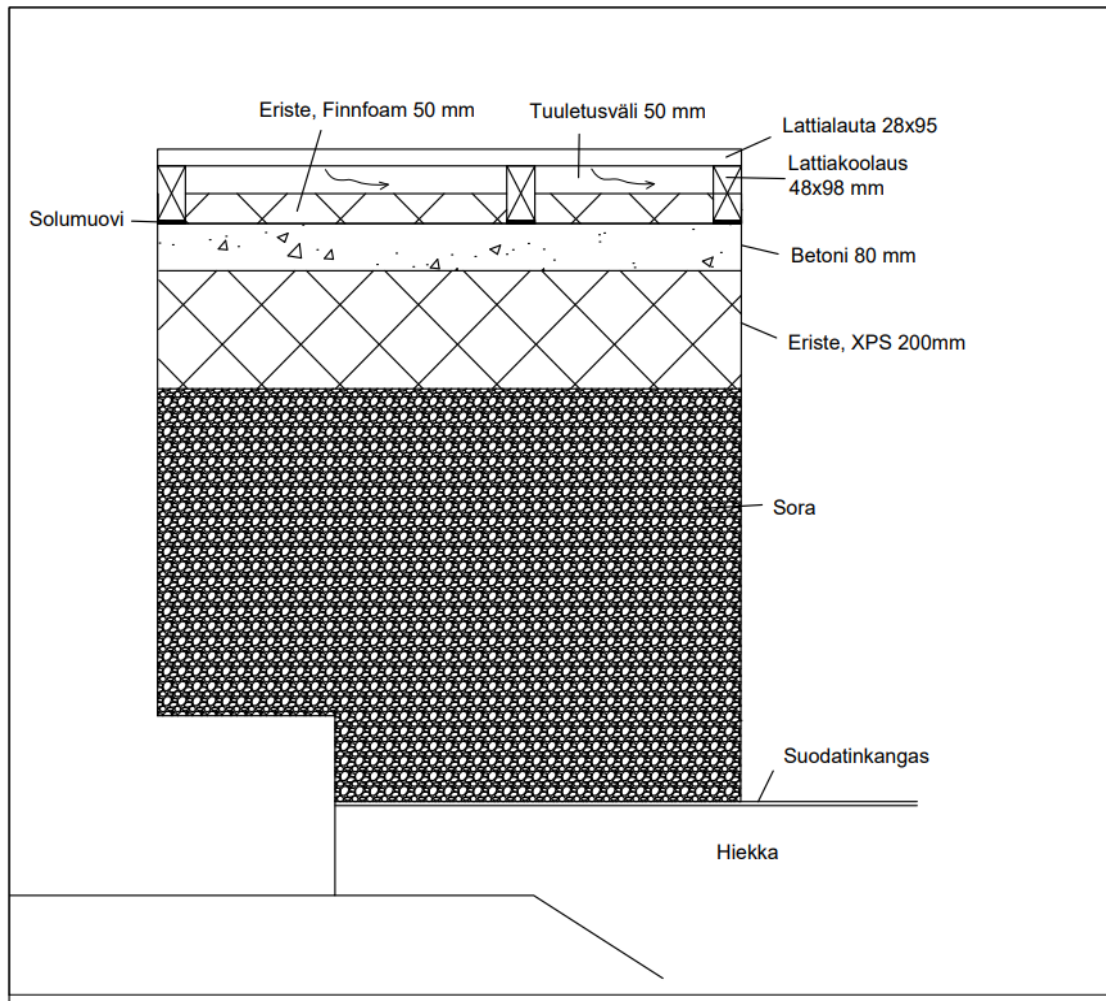 Eriste, Finnfoam 50 mm
Tuuletusväli 50 mm
Lattialauta 28x95
Lattiakoolaus
48x98 mm
Solumuovi
Betoni 80 mm
Eriste, XPS 200mm
Sora
Suodatinkangas
Hiekka